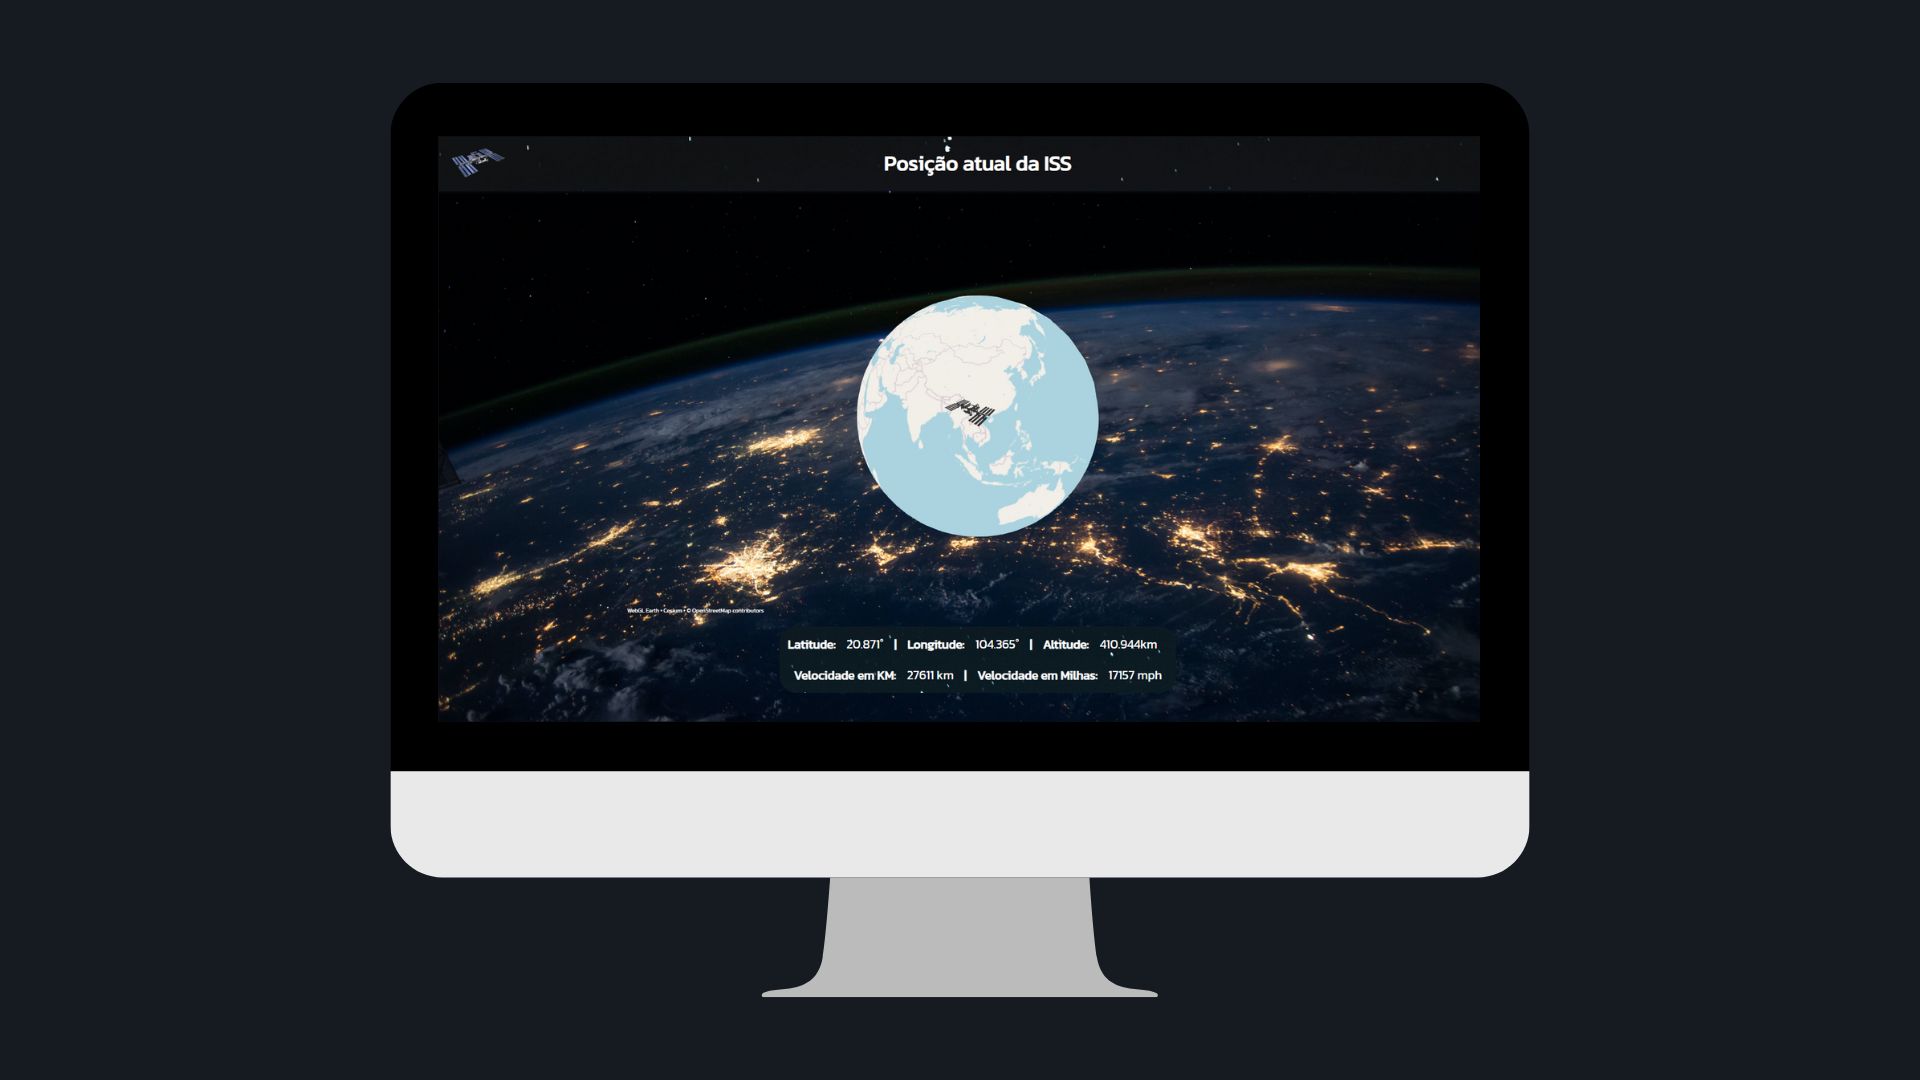 Posição atual da ISS
WebGL Earth • Cesium • © OpenStreetMap contributors
Latitude: 20.871° | Longitude: 104.365° | Altitude: 410.944km
Velocidade em KM: 27611 km | Velocidade em Milhas: 17157 mph